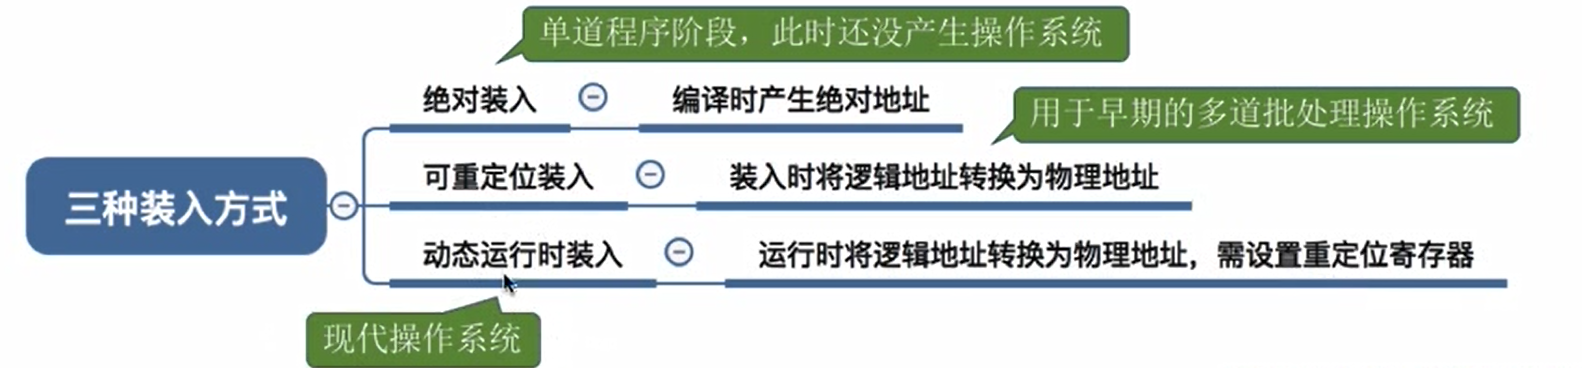 单道程序阶段，此时还没产生操作系统
绝对装入
编译时产生绝对地址
用于早期的多道批处理操作系统
三种装入方式
可重定位装入
装入时将逻辑地址转换为物理地址
动态运行时装入
运行时将逻辑地址转换为物理地址，需设置重定位寄存器
现代操作系统